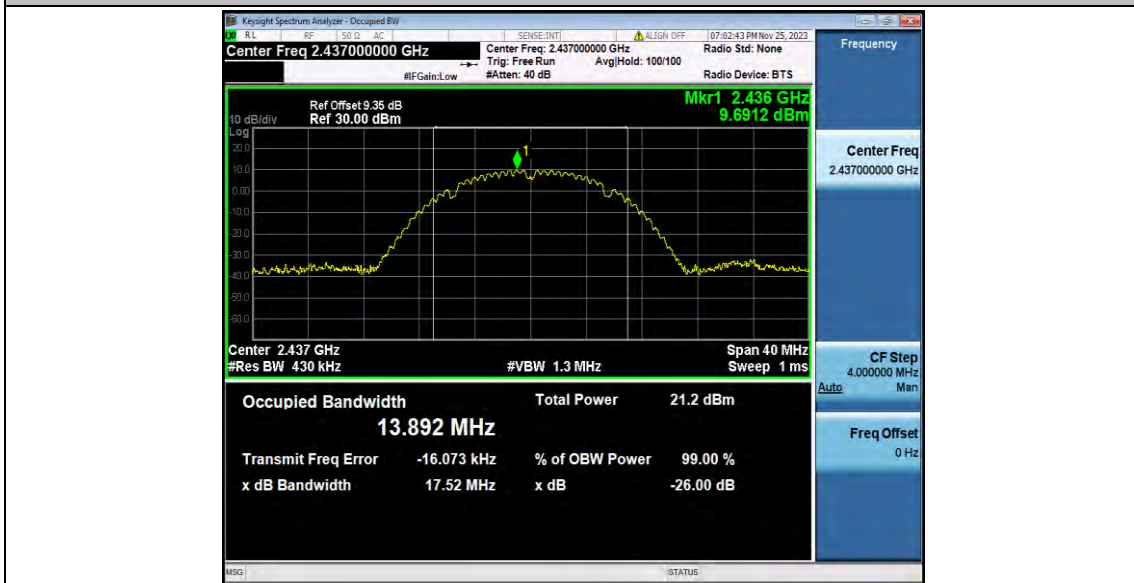 Keysight Spectrum Analyzer - Occupied BW
RL RF 50 Ω AC SENSE:INT ALIGN OFF 07:02:43 PM Nov 25, 2023
Center Freq 2.437000000 GHz
Center Freq: 2.437000000 GHz
Radio Std: None
Trig: Free Run Avg|Hold: 100/100
#IFGain:Low #Atten: 40 dB Radio Device: BTS
Frequency
Mkr1 2.436 GHz
9.6912 dBm
Ref Offset 9.35 dB
10 dB/div Ref 30.00 dBm
Log
20.0
10.0
0.00
-10.0
-20.0
-30.0
-40.0
-50.0
-60.0
1
Center 2.437 GHz Span 40 MHz
#Res BW 430 kHz #VBW 1.3 MHz Sweep 1 ms
Occupied Bandwidth Total Power 21.2 dBm
13.892 MHz
Transmit Freq Error -16.073 kHz % of OBW Power 99.00 %
x dB Bandwidth 17.52 MHz x dB -26.00 dB
Center Freq
2.437000000 GHz
CF Step
4.000000 MHz
Auto Man
Freq Offset
0 Hz
MSG STATUS